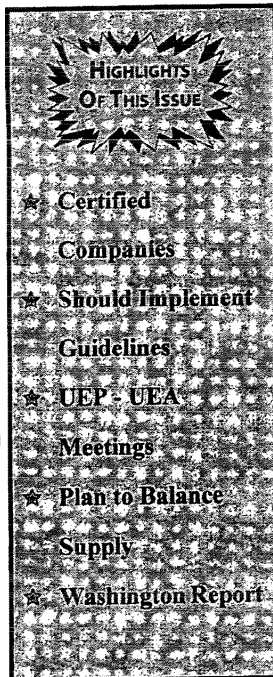 HIGHLIGHTS
OF THIS ISSUE
Certified
Companies
Should Implement
Guidelines
UEP - UEA
Meetings
Plan to Balance
Supply
Washington Report